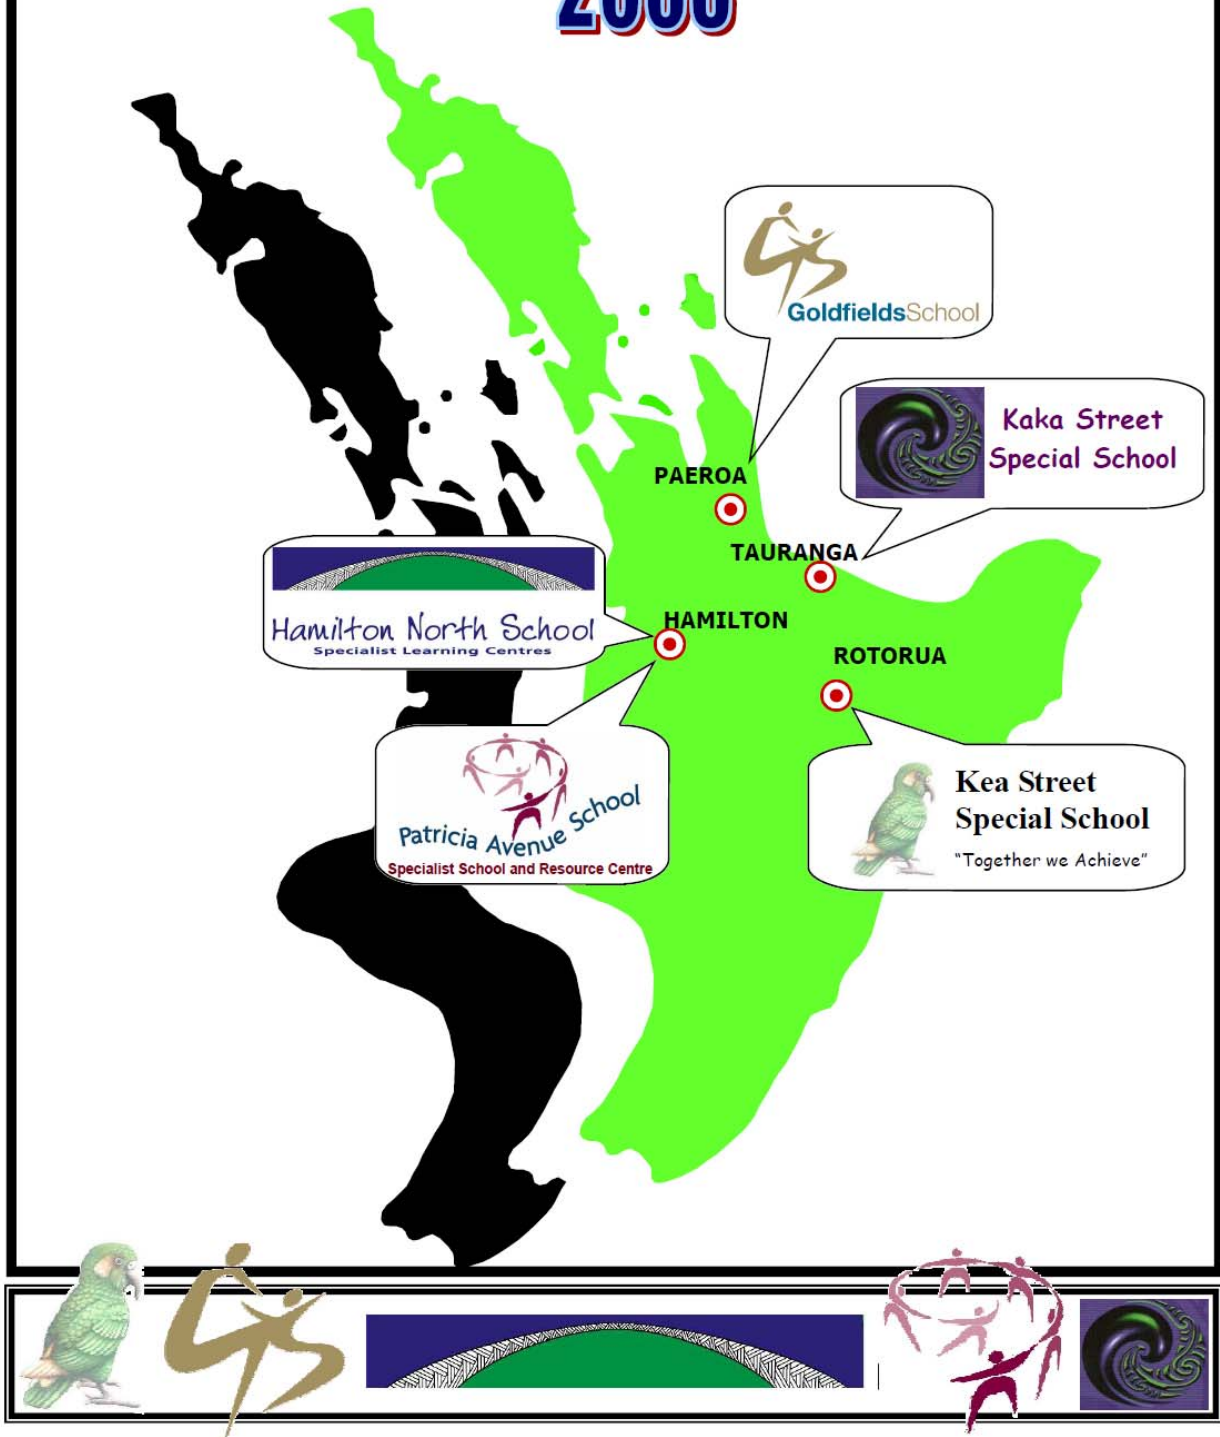 GoldfieldsSchool
Kaka Street
Special School
PAEROA
TAURANGA
Hamilton North School
Specialist Learning Centres
HAMILTON
ROTORUA
Patricia Avenue School
Specialist School and Resource Centre
Kea Street
Special School
"Together we Achieve"